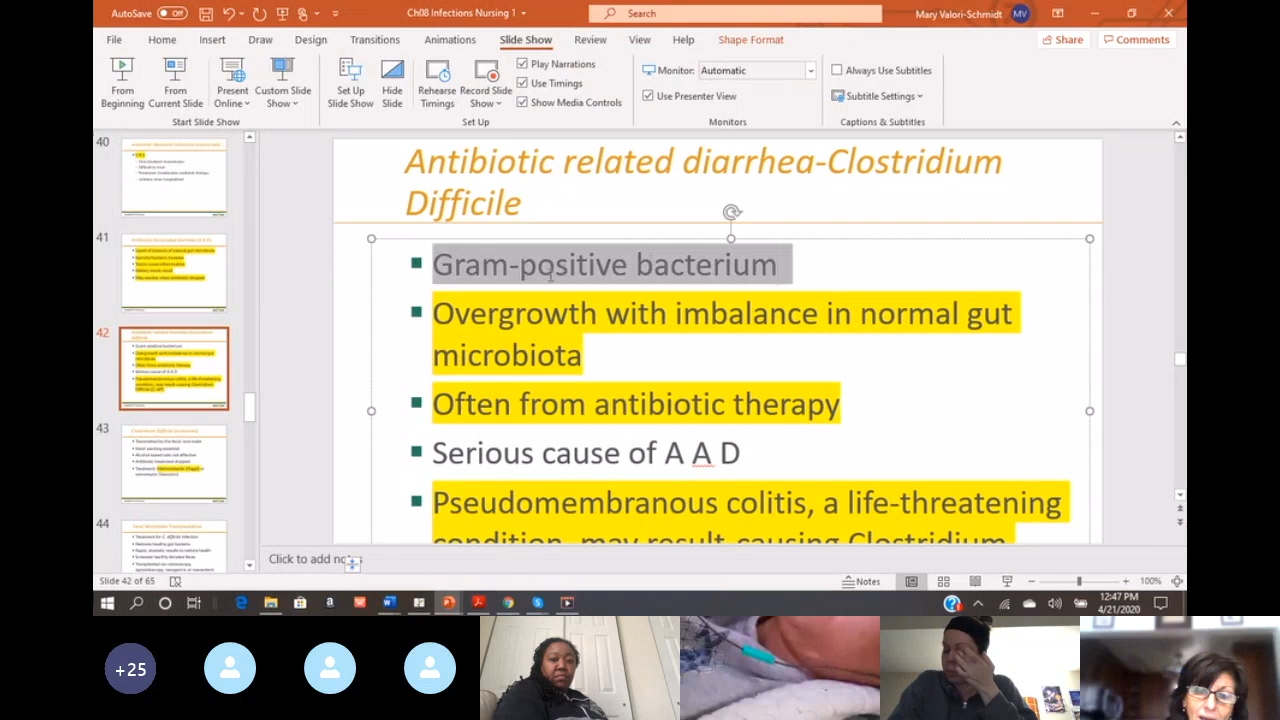 AutoSave Off Ch08 Infections Nursing 1 Search Mary Valori-Schmidt MV
File Home Insert Draw Design Transitions Animations Slide Show Review View Help Shape Format Share Comments
From Beginning
From Current Slide
Present Online
Custom Slide Show
Set Up Slide Show
Hide Slide
Rehearse Timings
Record Slide Show
Play Narrations
Use Timings
Show Media Controls
Monitor: Automatic
Use Presenter View
Always Use Subtitles
Subtitle Settings
Start Slide Show Set Up Monitors Captions & Subtitles
40
41
42
43
44
Antibiotic related diarrhea-Clostridium
Difficile
Gram-positive bacterium
Overgrowth with imbalance in normal gut
microbiota
Often from antibiotic therapy
Serious cause of A A D
Pseudomembranous colitis, a life-threatening
condition, may result-causing Clostridium
Click to add no
Slide 42 of 65 Notes 100%
12:47 PM
4/21/2020
+25